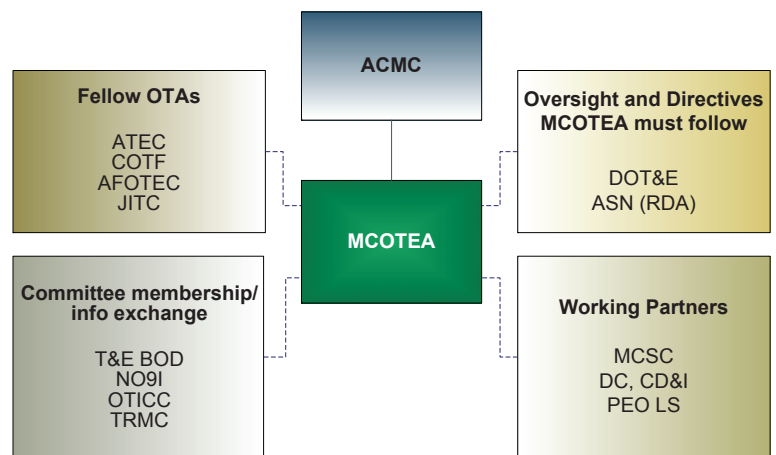 ACMC
Fellow OTAs
ATEC
COTF
AFOTEC
JITC
Oversight and Directives
MCOTEA must follow
DOT&E
ASN (RDA)
MCOTEA
Committee membership/
info exchange
T&E BOD
NO9I
OTICC
TRMC
Working Partners
MCSC
DC, CD&I
PEO LS